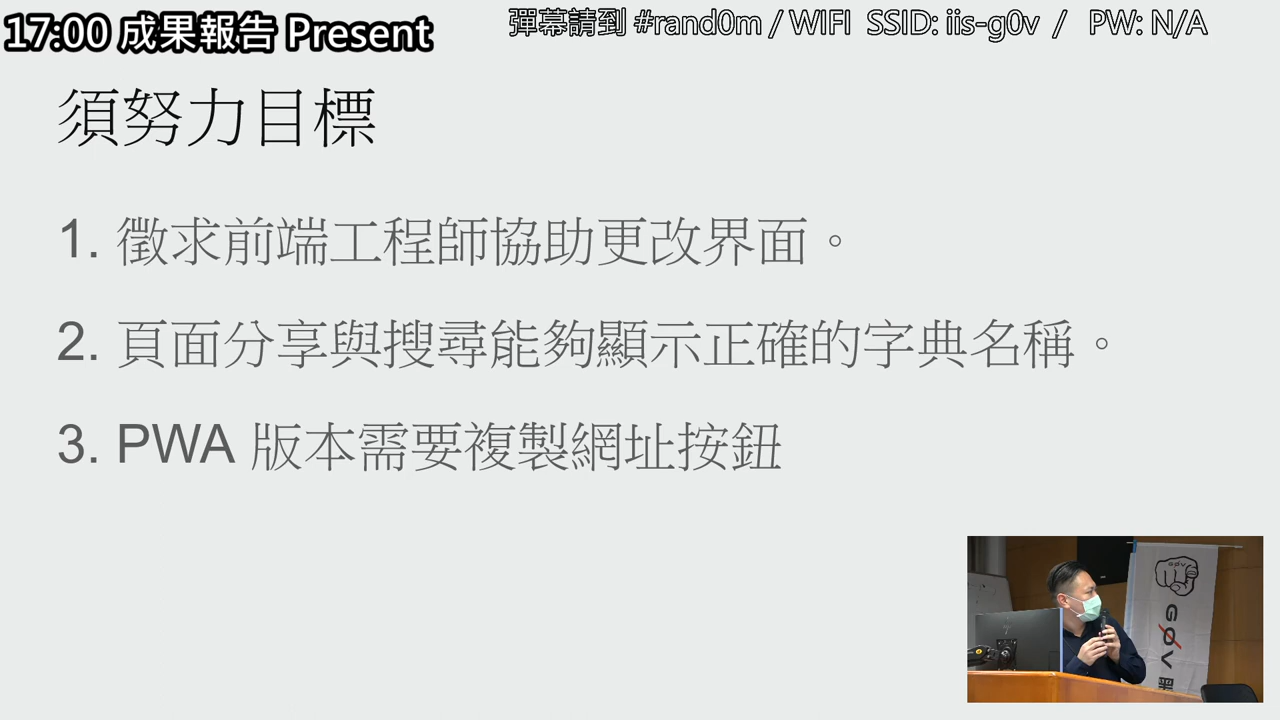 17:00 成果報告 Present
彈幕請到 #rand0m / WIFI SSID: iis-g0v / PW: N/A
須努力目標
1. 徵求前端工程師協助更改界面。
2. 頁面分享與搜尋能夠顯示正確的字典名稱。
3. PWA 版本需要複製網址按鈕
GOV
G0V